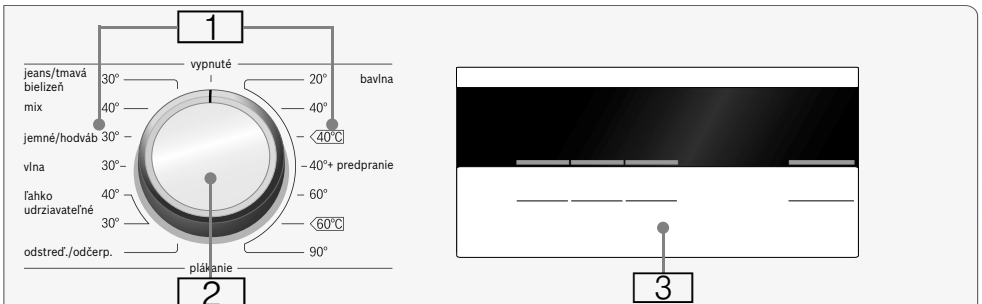 1
vypnuté
jeans/tmavá
bielizeň
30°
20°
bavlna
mix
40°
40°
jemné/hodváb 30°
40°C
vlna
30°
40°+ predpranie
ľahko
udrziavateľné
40°
60°
30°
60°C
odstreď./odčerp.
90°
plákanie
2
3